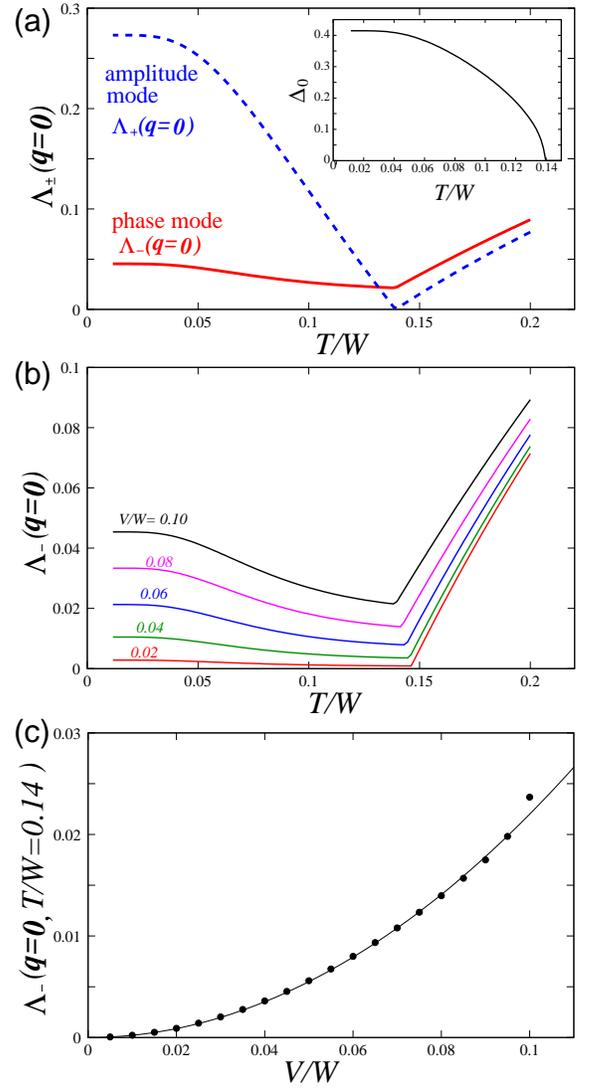 (a)
0.3
0.2
0.1
0
Λ±(q=0)
amplitude
mode
Λ+(q=0)
phase mode
Λ−(q=0)
0.4
0.3
0.2
0.1
0
Δ0
0 0.02 0.04 0.06 0.08 0.10 0.12 0.14
T/W
0 0.05 0.1 0.15 0.2
T/W
(b)
0.1
0.08
0.06
0.04
0.02
0
Λ−(q=0)
V/W= 0.10
0.08
0.06
0.04
0.02
0 0.05 0.1 0.15 0.2
T/W
(c)
0.03
0.02
0.01
0
Λ−(q=0, T/W=0.14 )
0 0.02 0.04 0.06 0.08 0.1
V/W